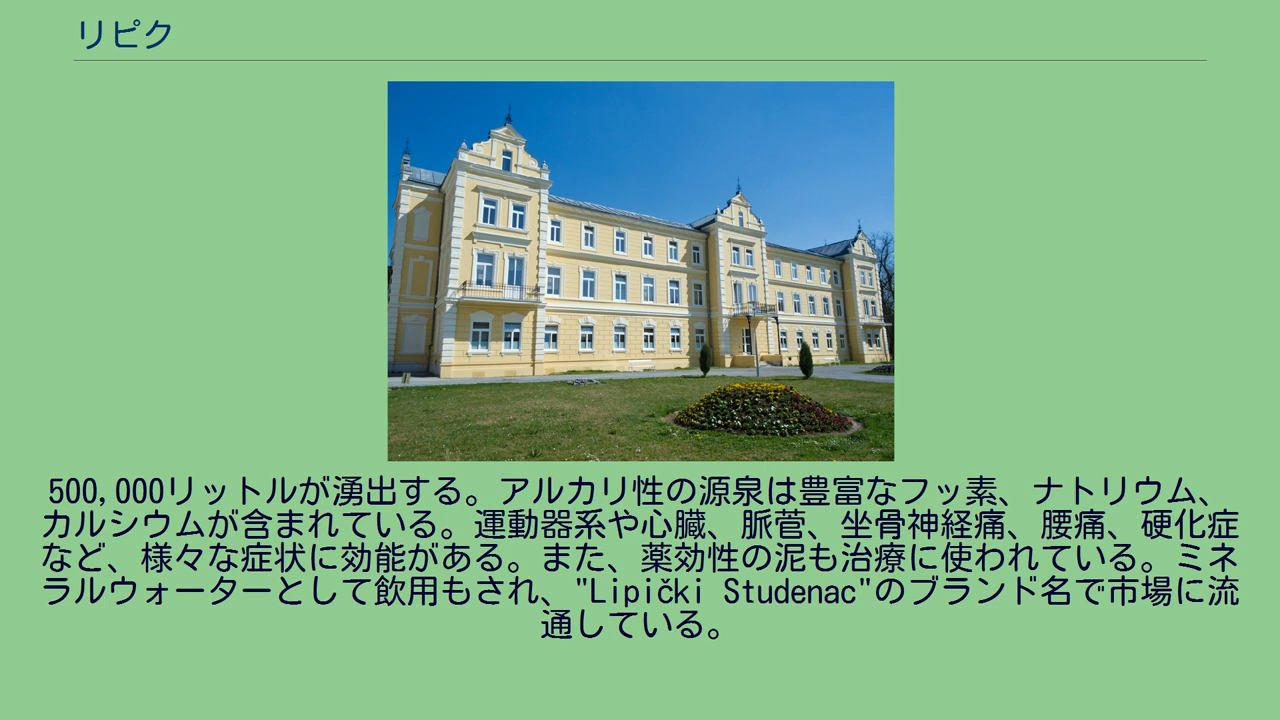 リピク
500,000リットルが湧出する。アルカリ性の源泉は豊富なフッ素、ナトリウム、
カルシウムが含まれている。運動器系や心臓、脈菅、坐骨神経痛、腰痛、硬化症
など、様々な症状に効能がある。また、薬効性の泥も治療に使われている。ミネ
ラルウォーターとして飲用もされ、"Lipički Studenac"のブランド名で市場に流
通している。